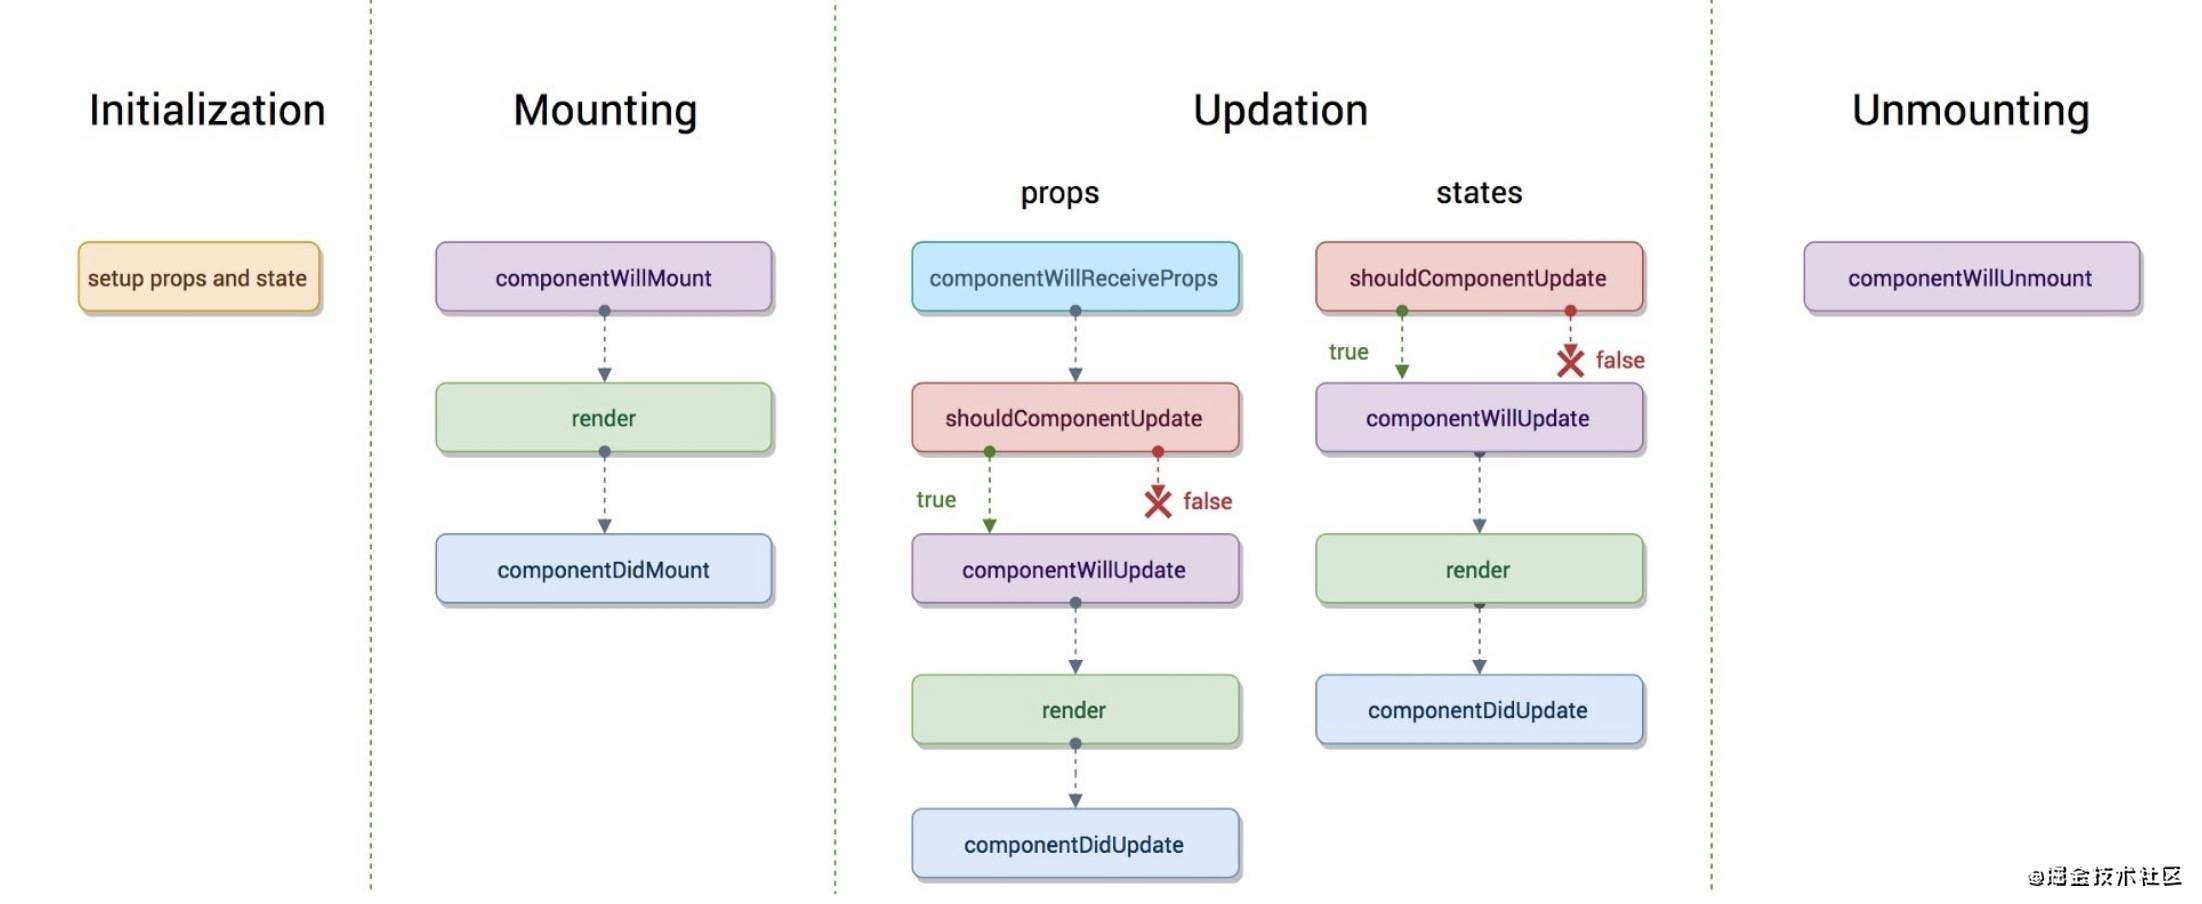 Initialization
Mounting
Updation
Unmounting
props
states
setup props and state
componentWillMount
render
componentDidMount
componentWillReceiveProps
shouldComponentUpdate
true
false
componentWillUpdate
render
componentDidUpdate
shouldComponentUpdate
true
false
componentWillUpdate
render
componentDidUpdate
componentWillUnmount
@掘金技术社区